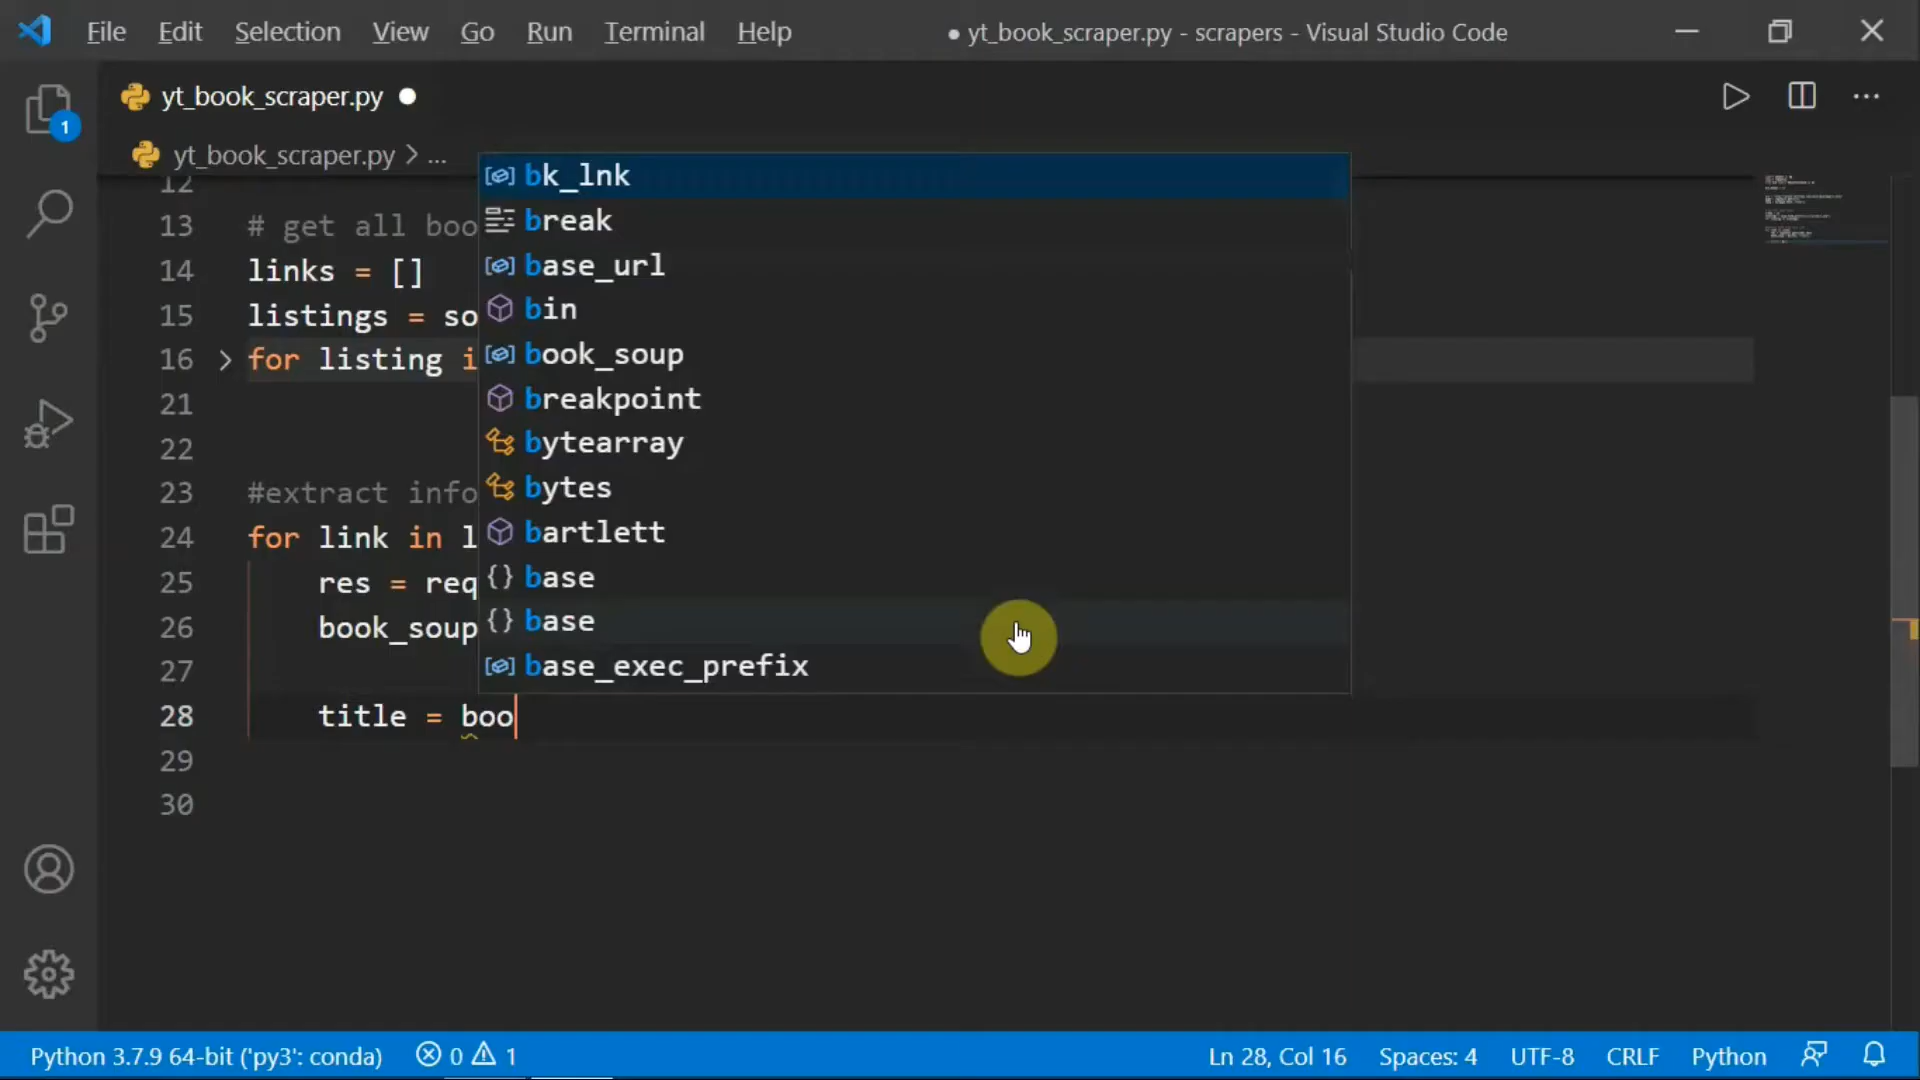 File Edit Selection View Go Run Terminal Help ● yt_book_scraper.py - scrapers - Visual Studio Code
yt_book_scraper.py ●
1
yt_book_scraper.py > ...
12
13 # get all boo
14 links = []
15 listings = so
16 > for listing i
21
22
23 #extract info
24 for link in l
25 res = req
26 book_soup
27
28 title = boo
29
30
bk_lnk
break
base_url
bin
book_soup
breakpoint
bytearray
bytes
bartlett
{} base
{} base
base_exec_prefix
Python 3.7.9 64-bit ('py3': conda) 0 1 Ln 28, Col 16 Spaces: 4 UTF-8 CRLF Python